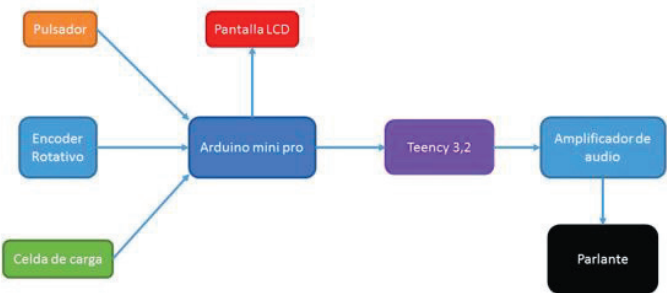 Pulsador
Pantalla LCD
Encoder
Rotativo
Arduino mini pro
Teency 3,2
Amplificador de
audio
Celda de carga
Parlante